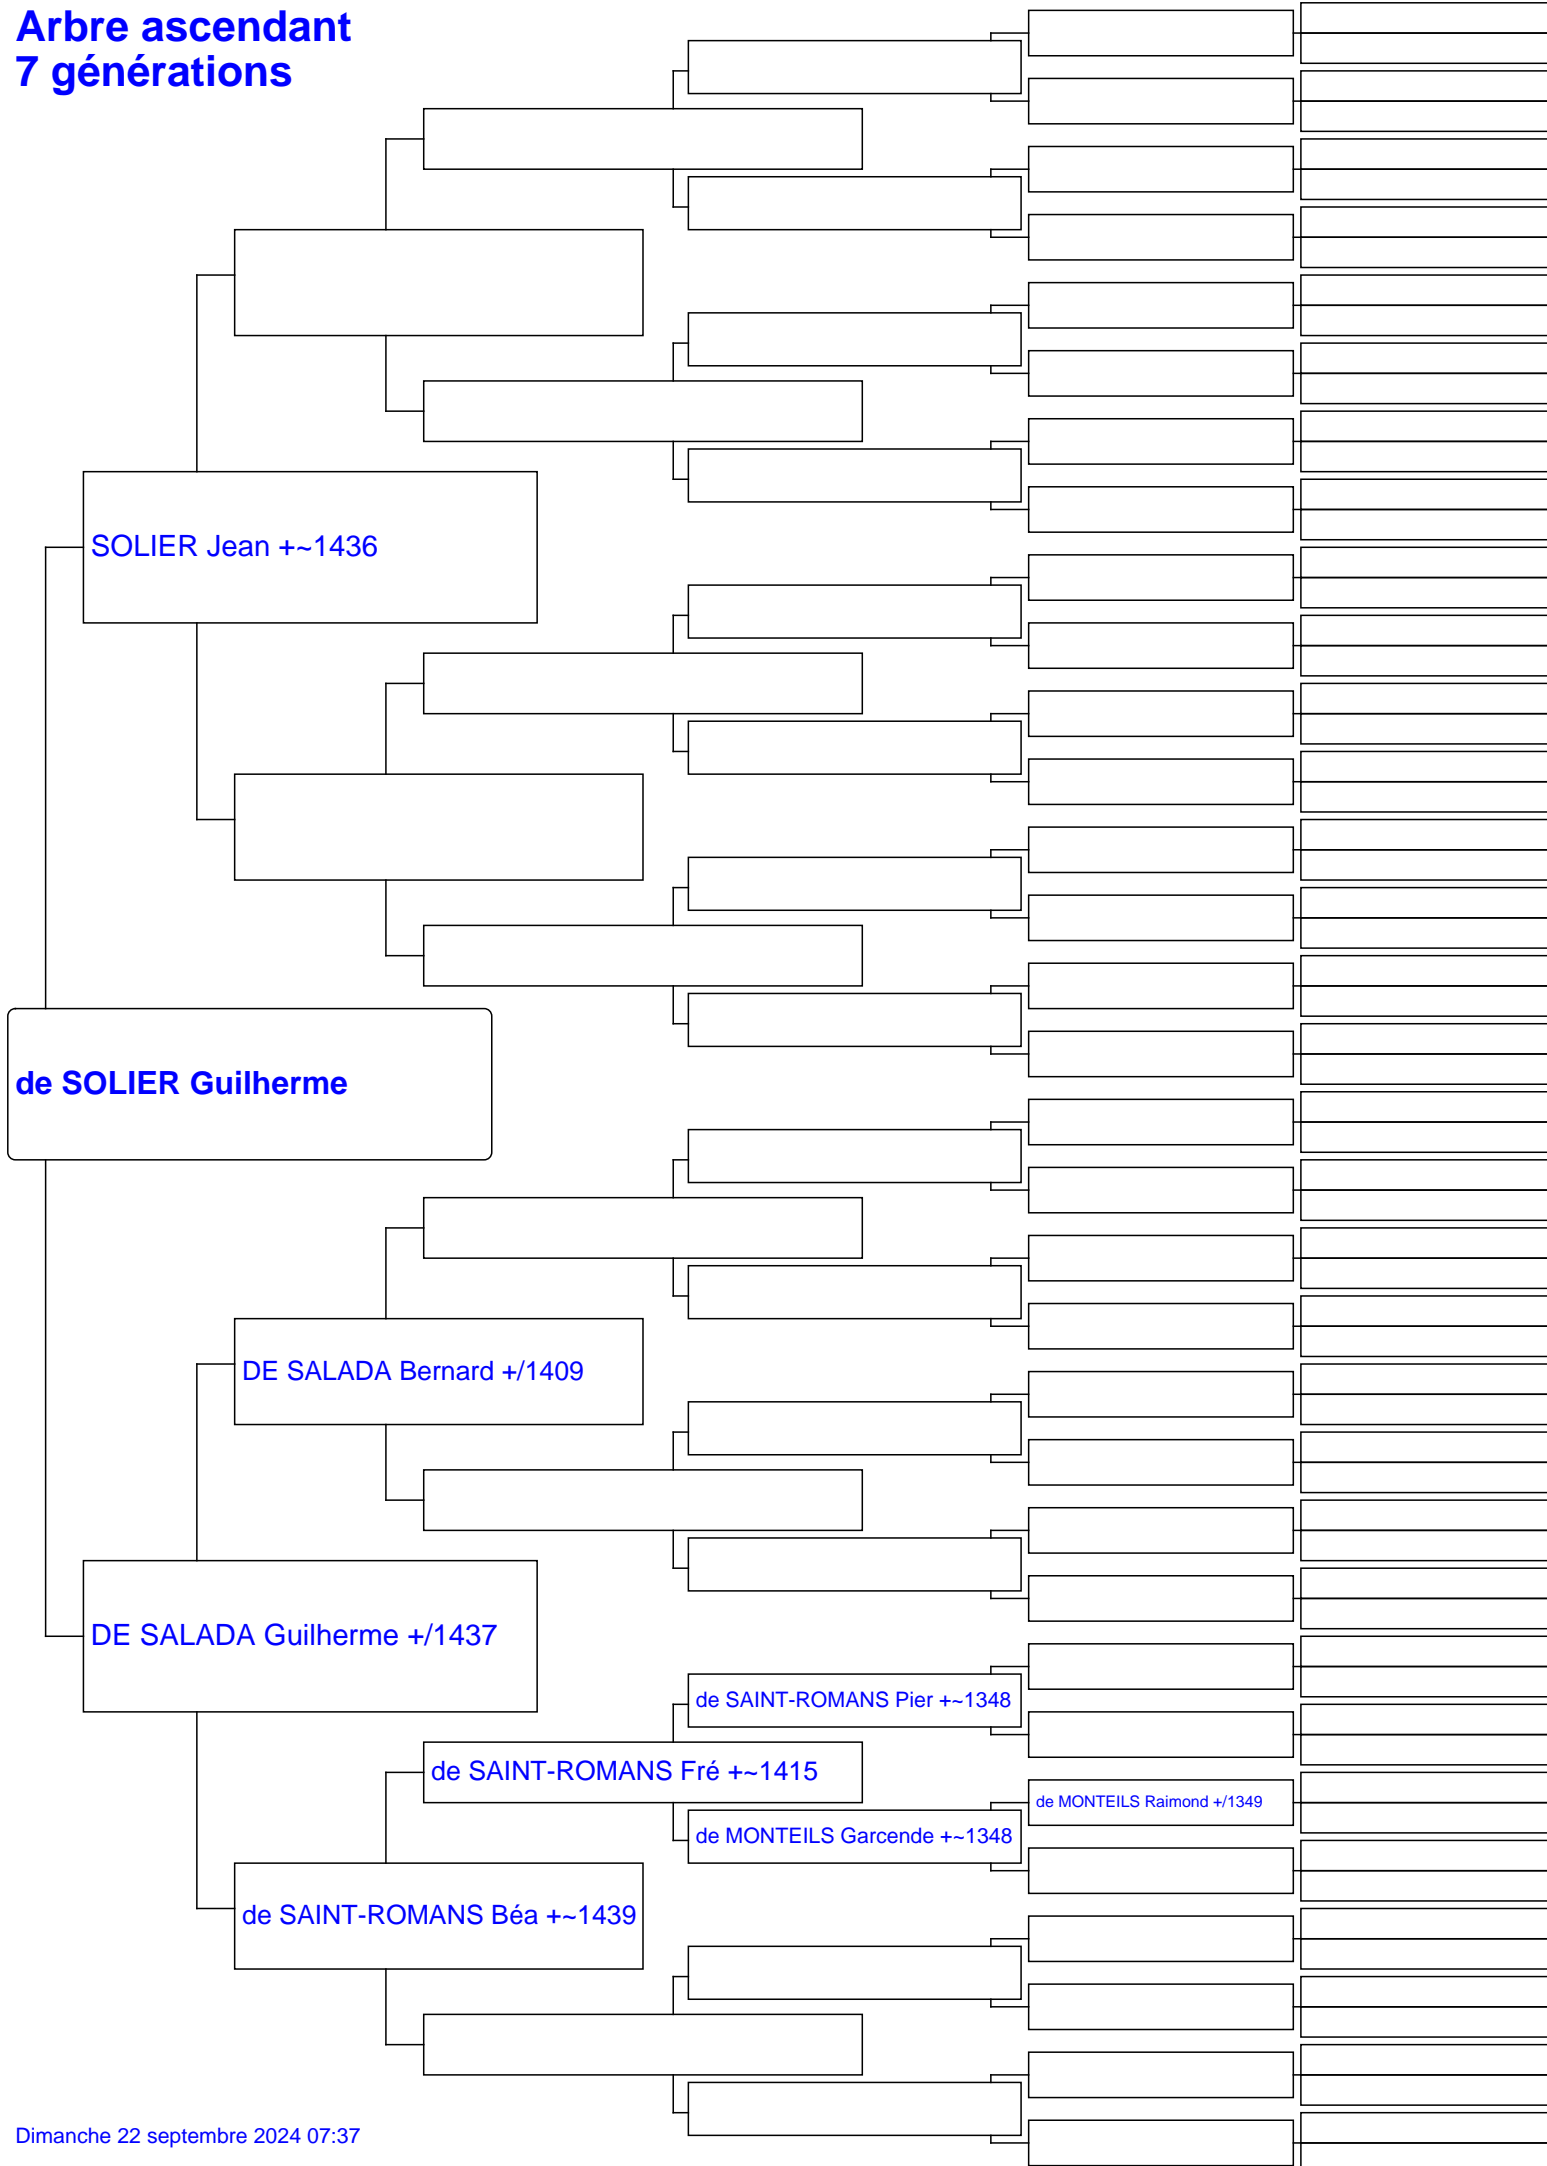 Arbre ascendant
7 générations
SOLIER Jean +~1436
de SOLIER Guilherme
DE SALADA Bernard +/1409
DE SALADA Guilherme +/1437
de SAINT-ROMANS Pier +~1348
de SAINT-ROMANS Fré +~1415
de MONTEILS Raimond +/1349
de MONTEILS Garcende +~1348
de SAINT-ROMANS Béa +~1439
Dimanche 22 septembre 2024 07:37